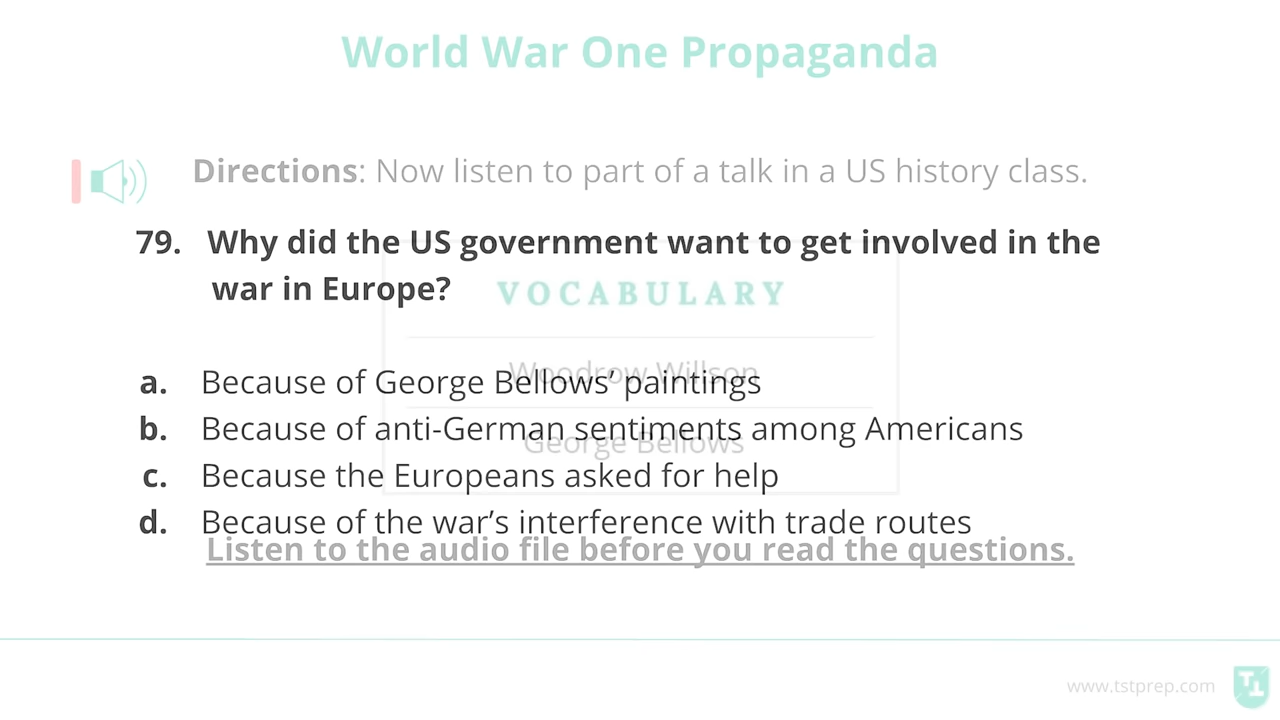 World War One Propaganda
Directions: Now listen to part of a talk in a US history class.
79. Why did the US government want to get involved in the
war in Europe?
VOCABULARY
Woodrow Willson
a. Because of George Bellows’ paintings
b. Because of anti-German sentiments among Americans
George Bellows
c. Because the Europeans asked for help
d. Because of the war’s interference with trade routes
Listen to the audio file before you read the questions.
www.tstprep.com